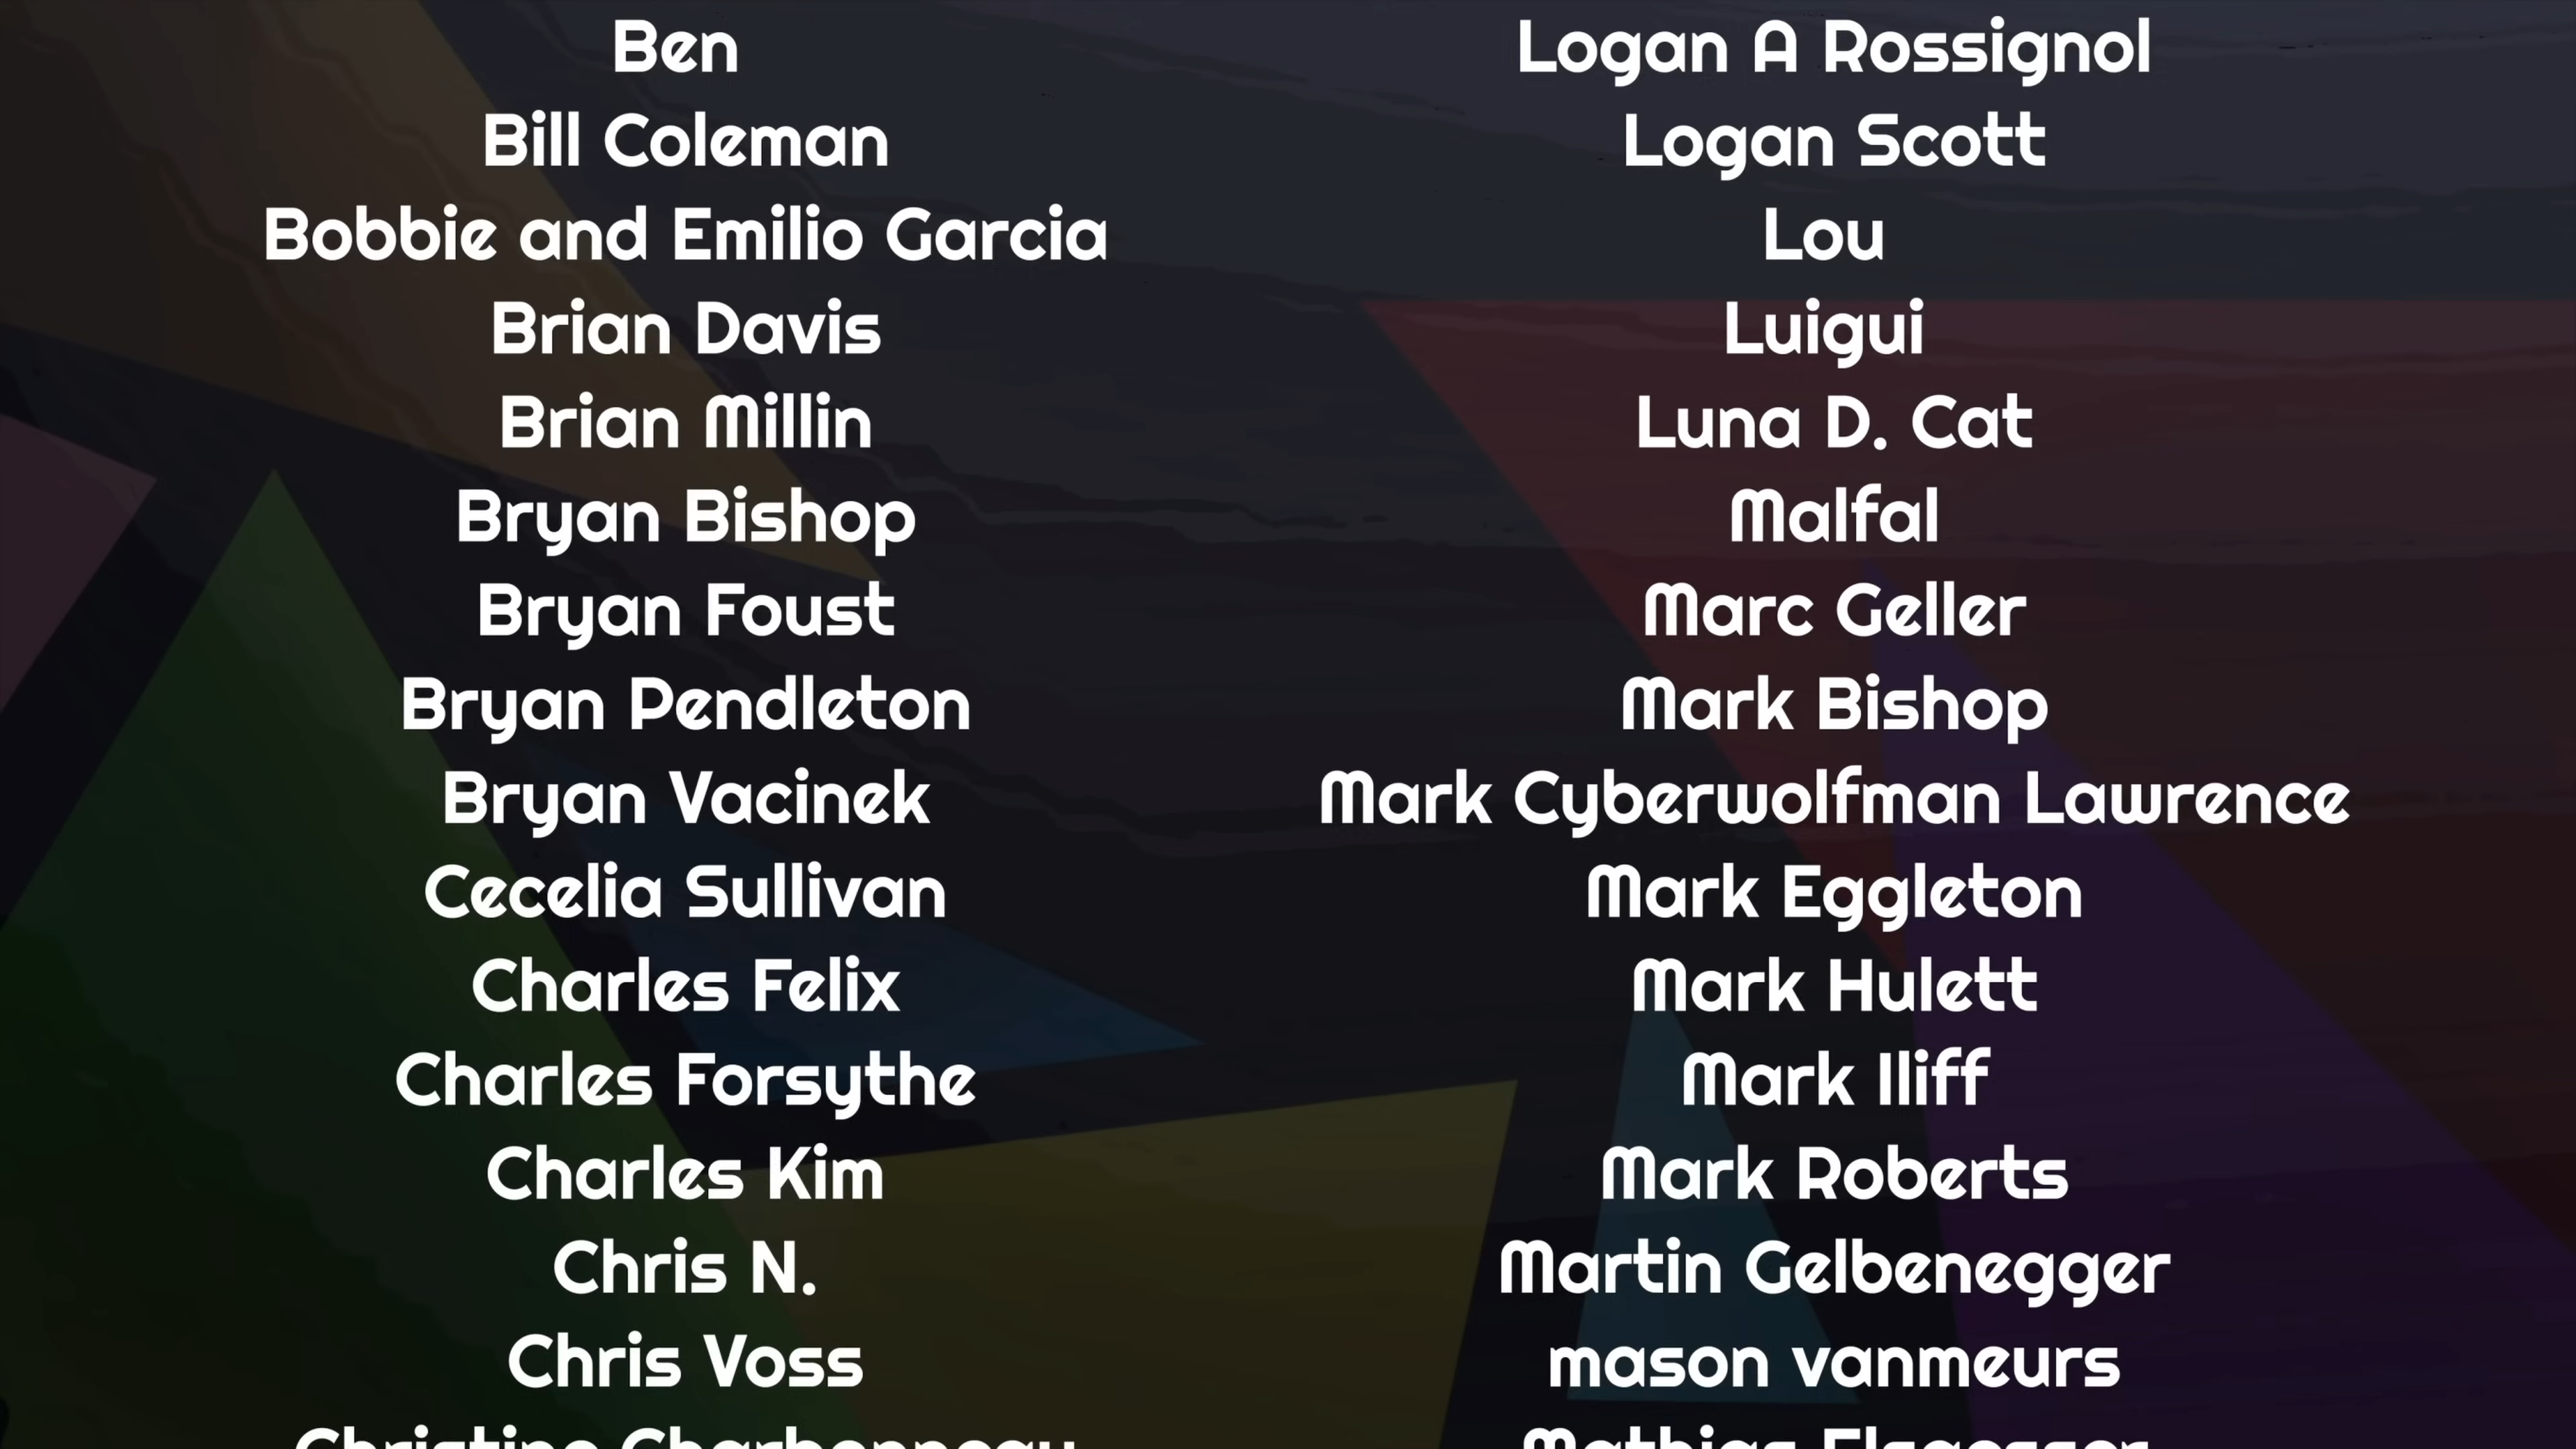 Ben
Bill Coleman
Bobbie and Emilio Garcia
Brian Davis
Brian Millin
Bryan Bishop
Bryan Foust
Bryan Pendleton
Bryan Vacinek
Cecelia Sullivan
Charles Felix
Charles Forsythe
Charles Kim
Chris N.
Chris Voss
Christine Charbonneau
Logan A Rossignol
Logan Scott
Lou
Luigui
Luna D. Cat
Malfal
Marc Geller
Mark Bishop
Mark Cyberwolfman Lawrence
Mark Eggleton
Mark Hulett
Mark Iliff
Mark Roberts
Martin Gelbenegger
mason vanmeurs
Mathias